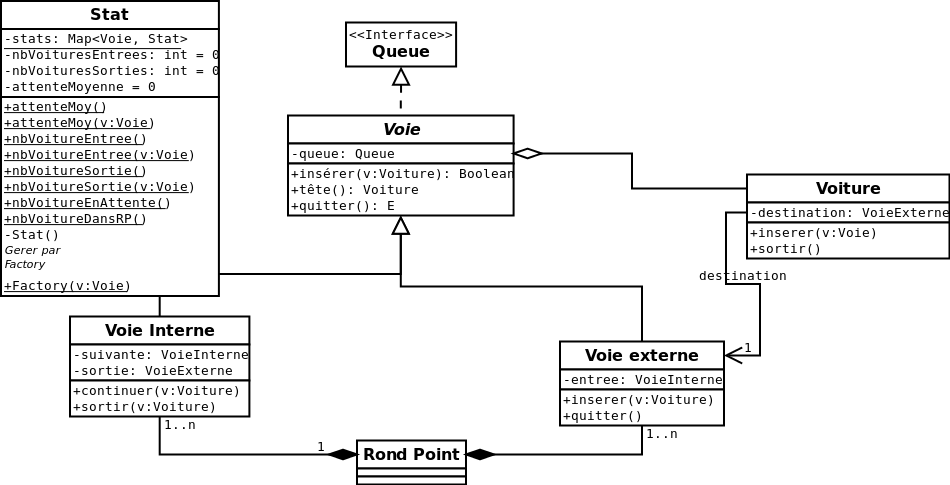 Stat
-stats: Map<Voie, Stat>
-nbVoituresEntrees: int = 0
-nbVoituresSorties: int = 0
-attenteMoyenne = 0
+attenteMoy()
+attenteMoy(v:Voie)
+nbVoitureEntree()
+nbVoitureEntree(v:Voie)
+nbVoitureSortie()
+nbVoitureSortie(v:Voie)
+nbVoitureEnAttente()
+nbVoitureDansRP()
-Stat()
Gerer par
Factory
+Factory(v:Voie)
<<Interface>>
Queue
Voie
-queue: Queue
+insérer(v:Voie): Boolean
+tête(): Voiture
+quitter(): E
Voiture
-destination: VoieExterne
+inserer(v:Voie)
+sortir()
destination
1
Voie Interne
-suivante: VoieInterne
-sortie: VoieExterne
+continuer(v:Voiture)
+sortir(v:Voiture)
1..n
Voie externe
-entree: VoieInterne
+inserer(v:Voiture)
+quitter()
1..n
1
Rond Point